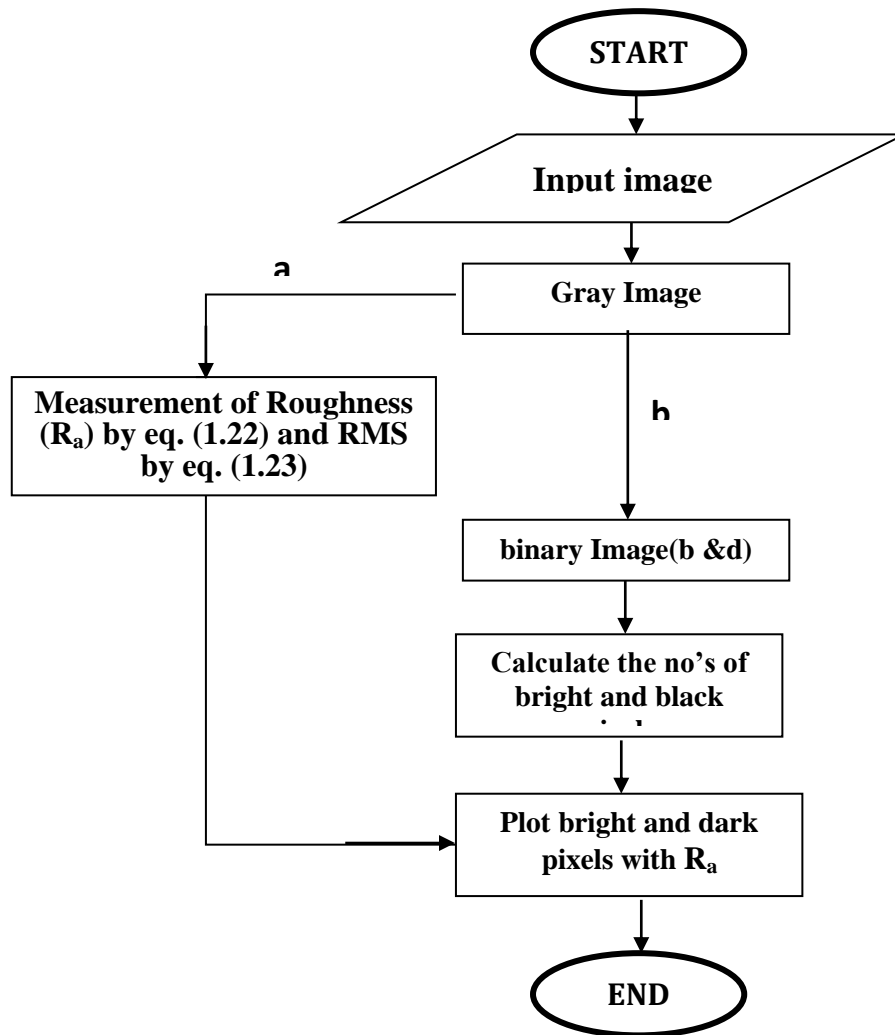 START
Input image
a
Gray Image
Measurement of Roughness
(Rₐ) by eq. (1.22) and RMS
by eq. (1.23)
b
binary Image(b &d)
Calculate the no's of
bright and black
Plot bright and dark
pixels with Rₐ
END